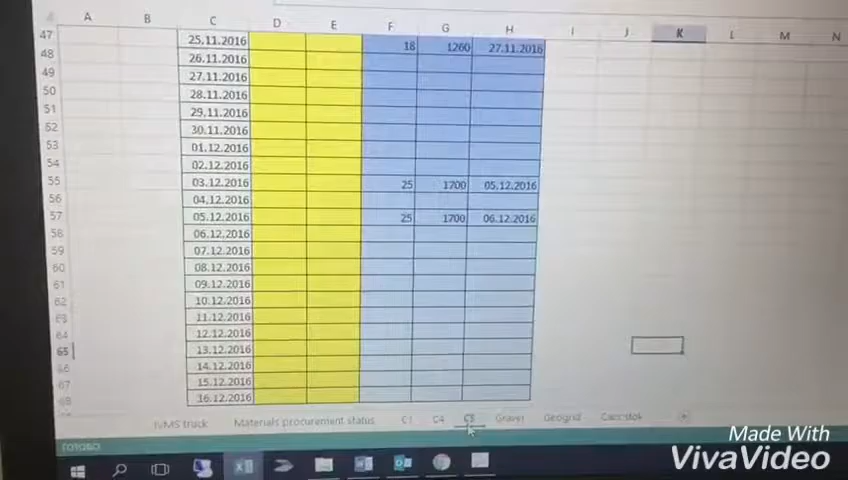 A B C D E F G H I J K L M N
47 25.11.2016 18 1260 27.11.2016
48 26.11.2016
49 27.11.2016
50 28.11.2016
51 29.11.2016
52 30.11.2016
53 01.12.2016
54 02.12.2016
55 03.12.2016 25 1700 05.12.2016
56 04.12.2016
57 05.12.2016 25 1700 06.12.2016
58 06.12.2016
59 07.12.2016
60 08.12.2016
61 09.12.2016
62 10.12.2016
63 11.12.2016
64 12.12.2016
65 13.12.2016
66 14.12.2016
67 15.12.2016
68 16.12.2016
IVMS truck Materials procurement status C1 C4 C5 Gravel Geogrid
ГОТОВО
Made With
VivaVideo